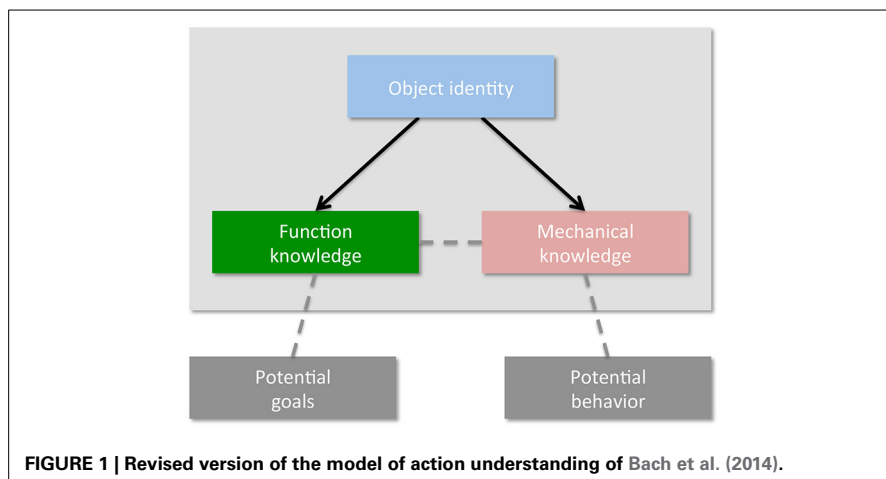 Object identity
Function
knowledge
Mechanical
knowledge
Potential
goals
Potential
behavior
FIGURE 1 | Revised version of the model of action understanding of Bach et al. (2014).